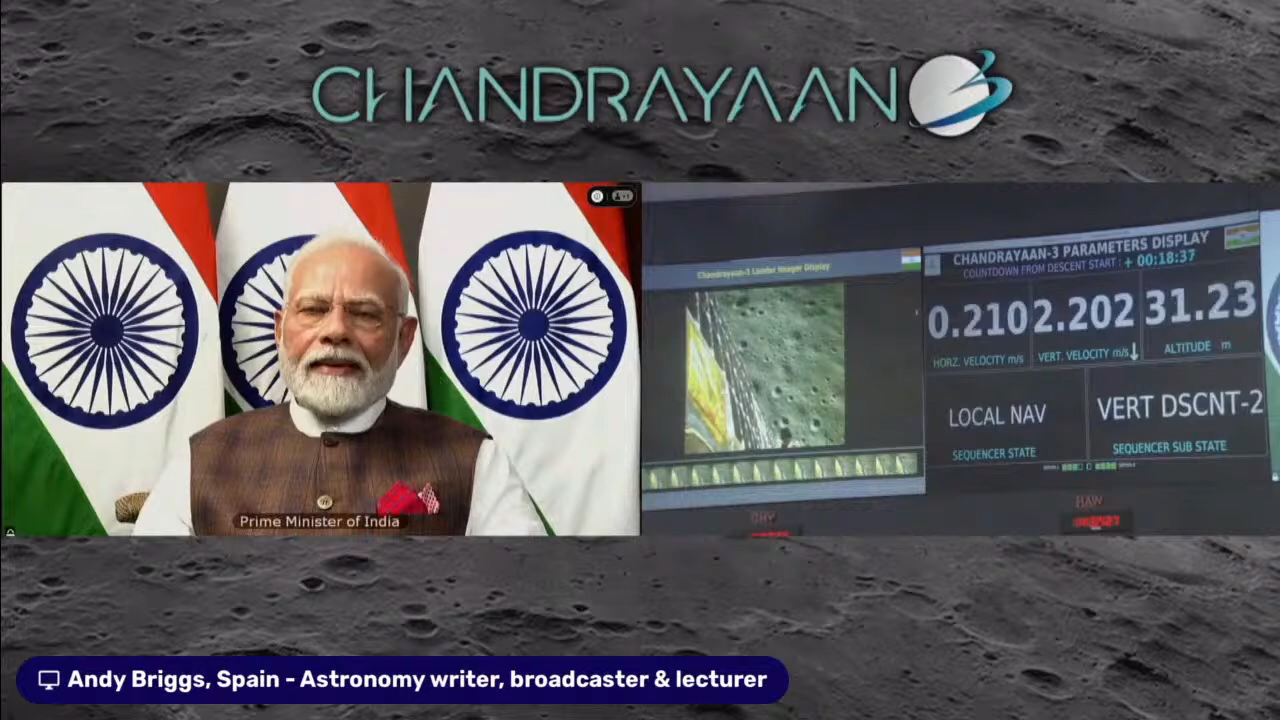 CHANDRAYAAN 3
Prime Minister of India
Chandrayaan-3 Lander Imager Display
CHANDRAYAAN-3 PARAMETERS DISPLAY
COUNTDOWN FROM DESCENT START : + 00:18:37
0.210 2.202 31.23
HORZ. VELOCITY m/s VERT. VELOCITY m/s ALTITUDE m
LOCAL NAV VERT DSCNT-2
SEQUENCER STATE SEQUENCER SUB STATE
Andy Briggs, Spain - Astronomy writer, broadcaster & lecturer